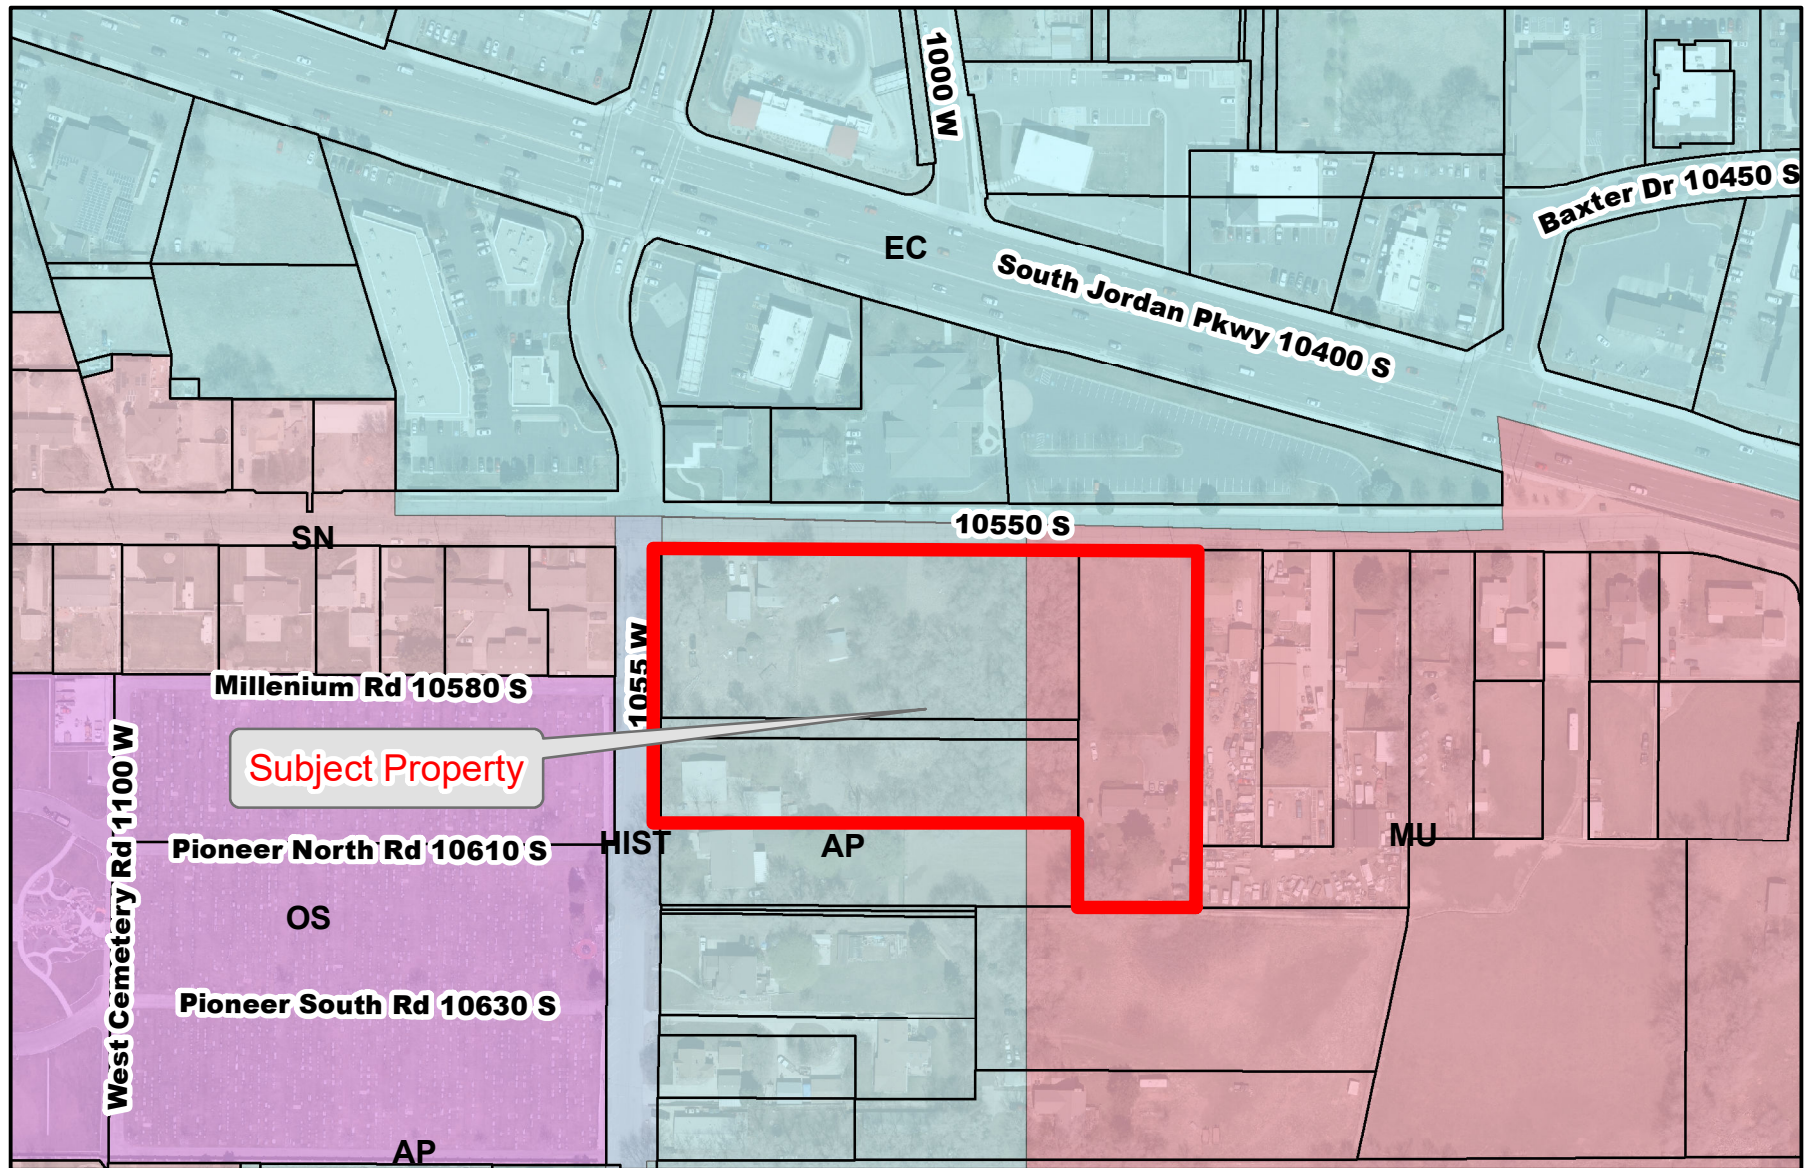 1000 W
Baxter Dr 10450 S
EC
South Jordan Pkwy 10400 S
10550 S
SN
1055 W
Millenium Rd 10580 S
Subject Property
West Cemetery Rd 1100 W
HIST
AP
MU
Pioneer North Rd 10610 S
OS
Pioneer South Rd 10630 S
AP